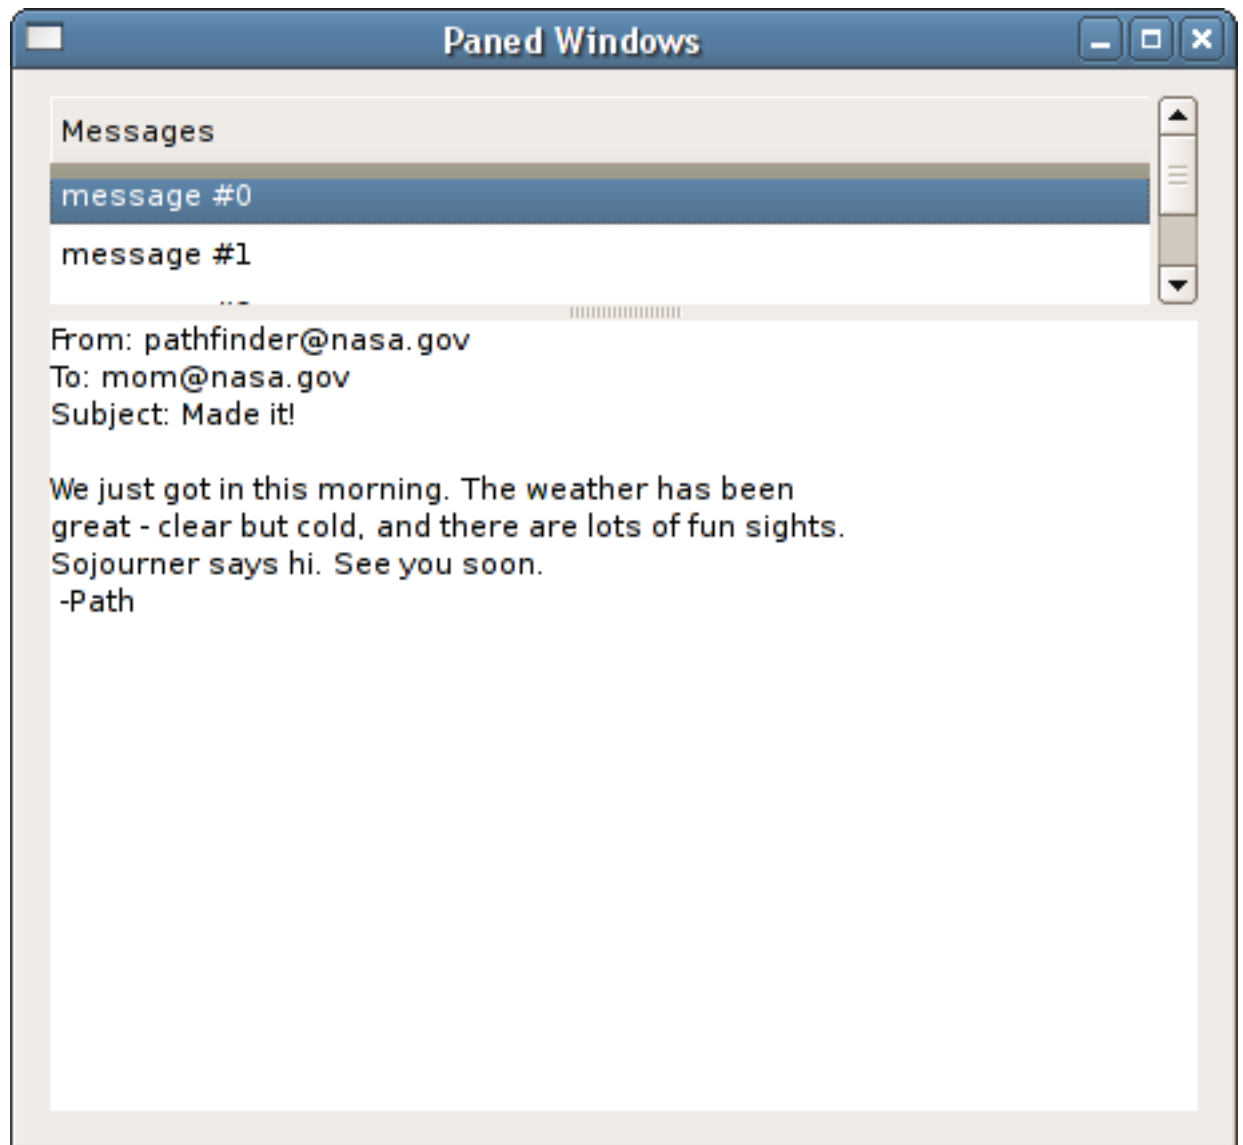 Paned Windows
Messages
message #0
message #1
From: pathfinder@nasa.gov
To: mom@nasa.gov
Subject: Made it!
We just got in this morning. The weather has been
great - clear but cold, and there are lots of fun sights.
Sojourner says hi. See you soon.
-Path